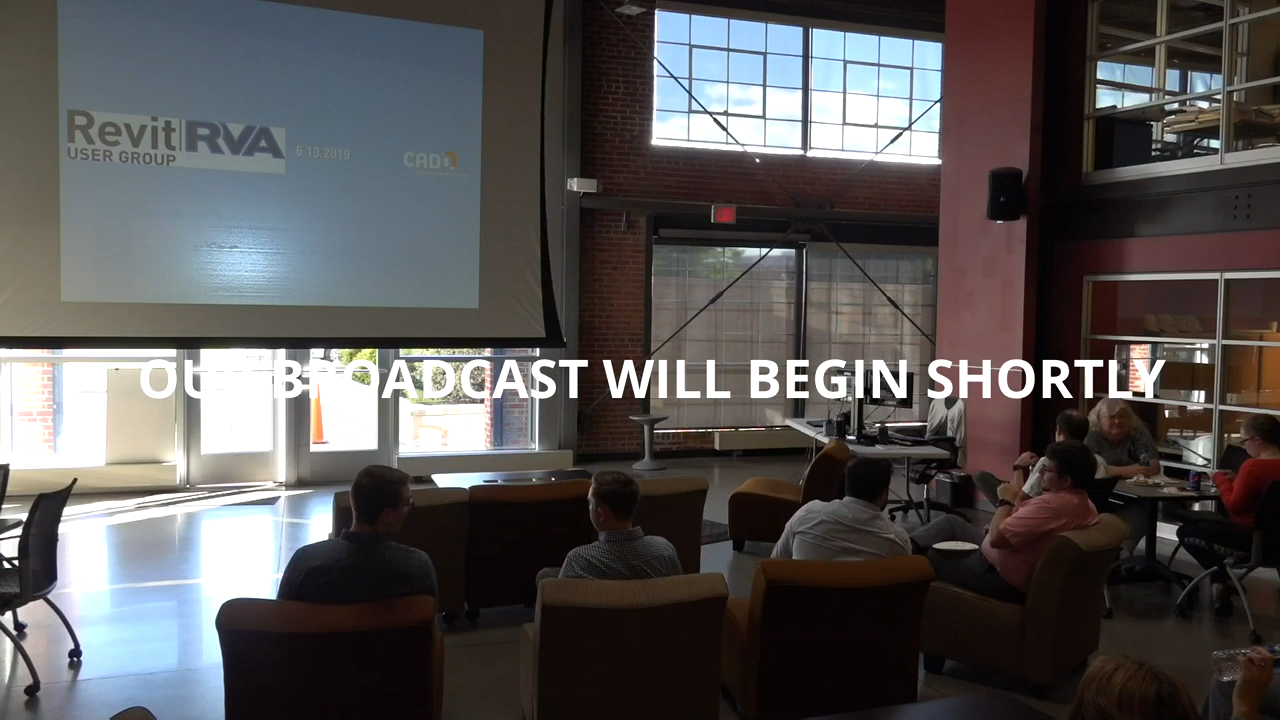 Revit RVA
USER GROUP
6.13.2019
CAD
OUR BROADCAST WILL BEGIN SHORTLY